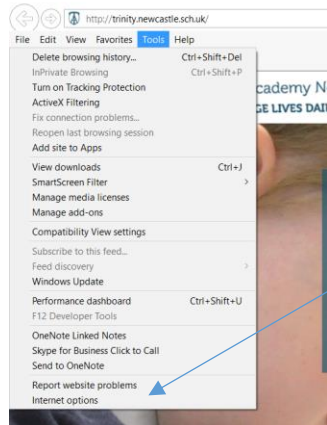 http://trinity.newcastle.sch.uk/
File Edit View Favorites Tools Help
Delete browsing history... Ctrl+Shift+Del
InPrivate Browsing Ctrl+Shift+P
Turn on Tracking Protection
ActiveX Filtering
Fix connection problems...
Reopen last browsing session
Add site to Apps
View downloads Ctrl+J
SmartScreen Filter
Manage media licenses
Manage add-ons
Compatibility View settings
Subscribe to this feed...
Feed discovery
Windows Update
Performance dashboard Ctrl+Shift+U
F12 Developer Tools
OneNote Linked Notes
Skype for Business Click to Call
Send to OneNote
Report website problems
Internet options
cademy N
GE LIVES DAI